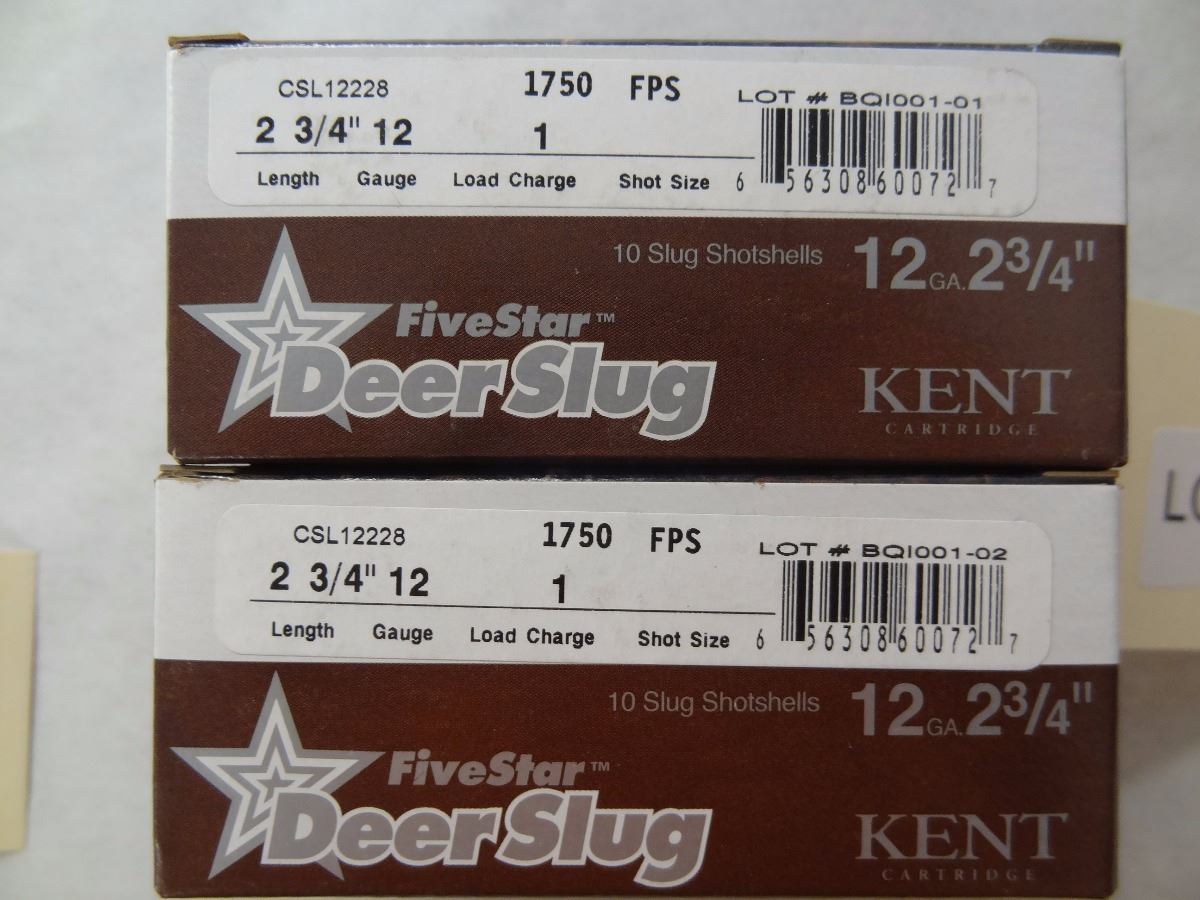 CSL12228 1750 FPS LOT # BQI001-01
2 3/4" 12 1
Length Gauge Load Charge Shot Size 6 56308 60072 7
10 Slug Shotshells 12 GA. 2 3/4"
FiveStar™
Deer Slug
KENT
CARTRIDGE
CSL12228 1750 FPS LOT # BQI001-02
2 3/4" 12 1
Length Gauge Load Charge Shot Size 6 56308 60072 7
10 Slug Shotshells 12 GA. 2 3/4"
FiveStar™
Deer Slug
KENT
CARTRIDGE